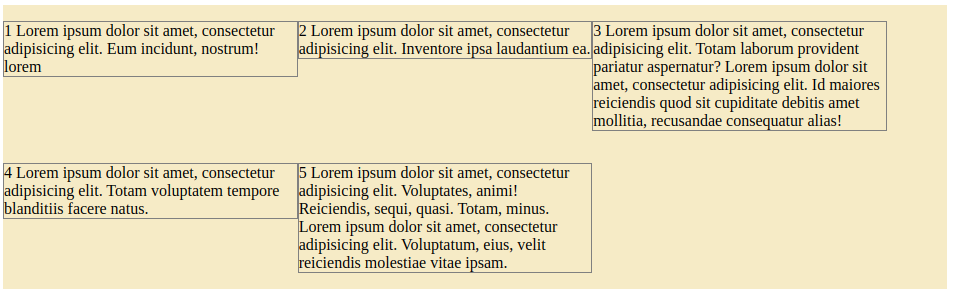 1 Lorem ipsum dolor sit amet, consectetur
adipisicing elit. Eum incidunt, nostrum!
lorem
2 Lorem ipsum dolor sit amet, consectetur
adipisicing elit. Inventore ipsa laudantium ea.
3 Lorem ipsum dolor sit amet, consectetur
adipisicing elit. Totam laborum provident
pariatur aspernatur? Lorem ipsum dolor sit
amet, consectetur adipisicing elit. Id maiores
reiciendis quod sit cupiditate debitis amet
mollitia, recusandae consequatur alias!
4 Lorem ipsum dolor sit amet, consectetur
adipisicing elit. Totam voluptatem tempore
blanditiis facere natus.
5 Lorem ipsum dolor sit amet, consectetur
adipisicing elit. Voluptates, animi!
Reiciendis, sequi, quasi. Totam, minus.
Lorem ipsum dolor sit amet, consectetur
adipisicing elit. Voluptatum, eius, velit
reiciendis molestiae vitae ipsam.